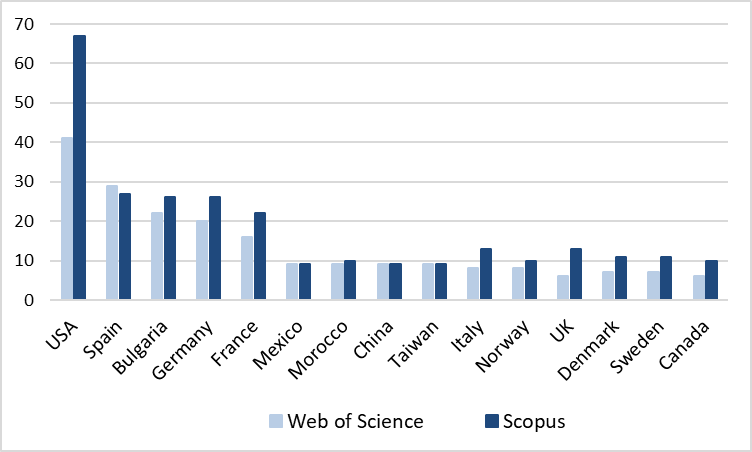 70
60
50
40
30
20
10
0
USA
Spain
Bulgaria
Germany
France
Mexico
Morocco
China
Taiwan
Italy
Norway
UK
Denmark
Sweden
Canada
Web of Science
Scopus